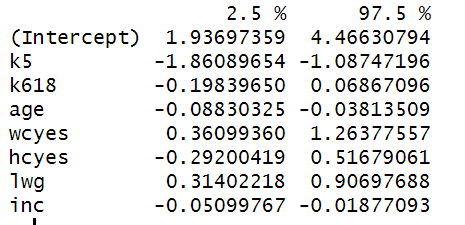 2.5 % 97.5 %
(Intercept) 1.93697359 4.46630794
k5 -1.86089654 -1.08747196
k618 -0.19839650 0.06867096
age -0.08830325 -0.03813509
wcyes 0.36099360 1.26377557
hcyes -0.29200419 0.51679061
lwg 0.31402218 0.90697688
inc -0.05099767 -0.01877093